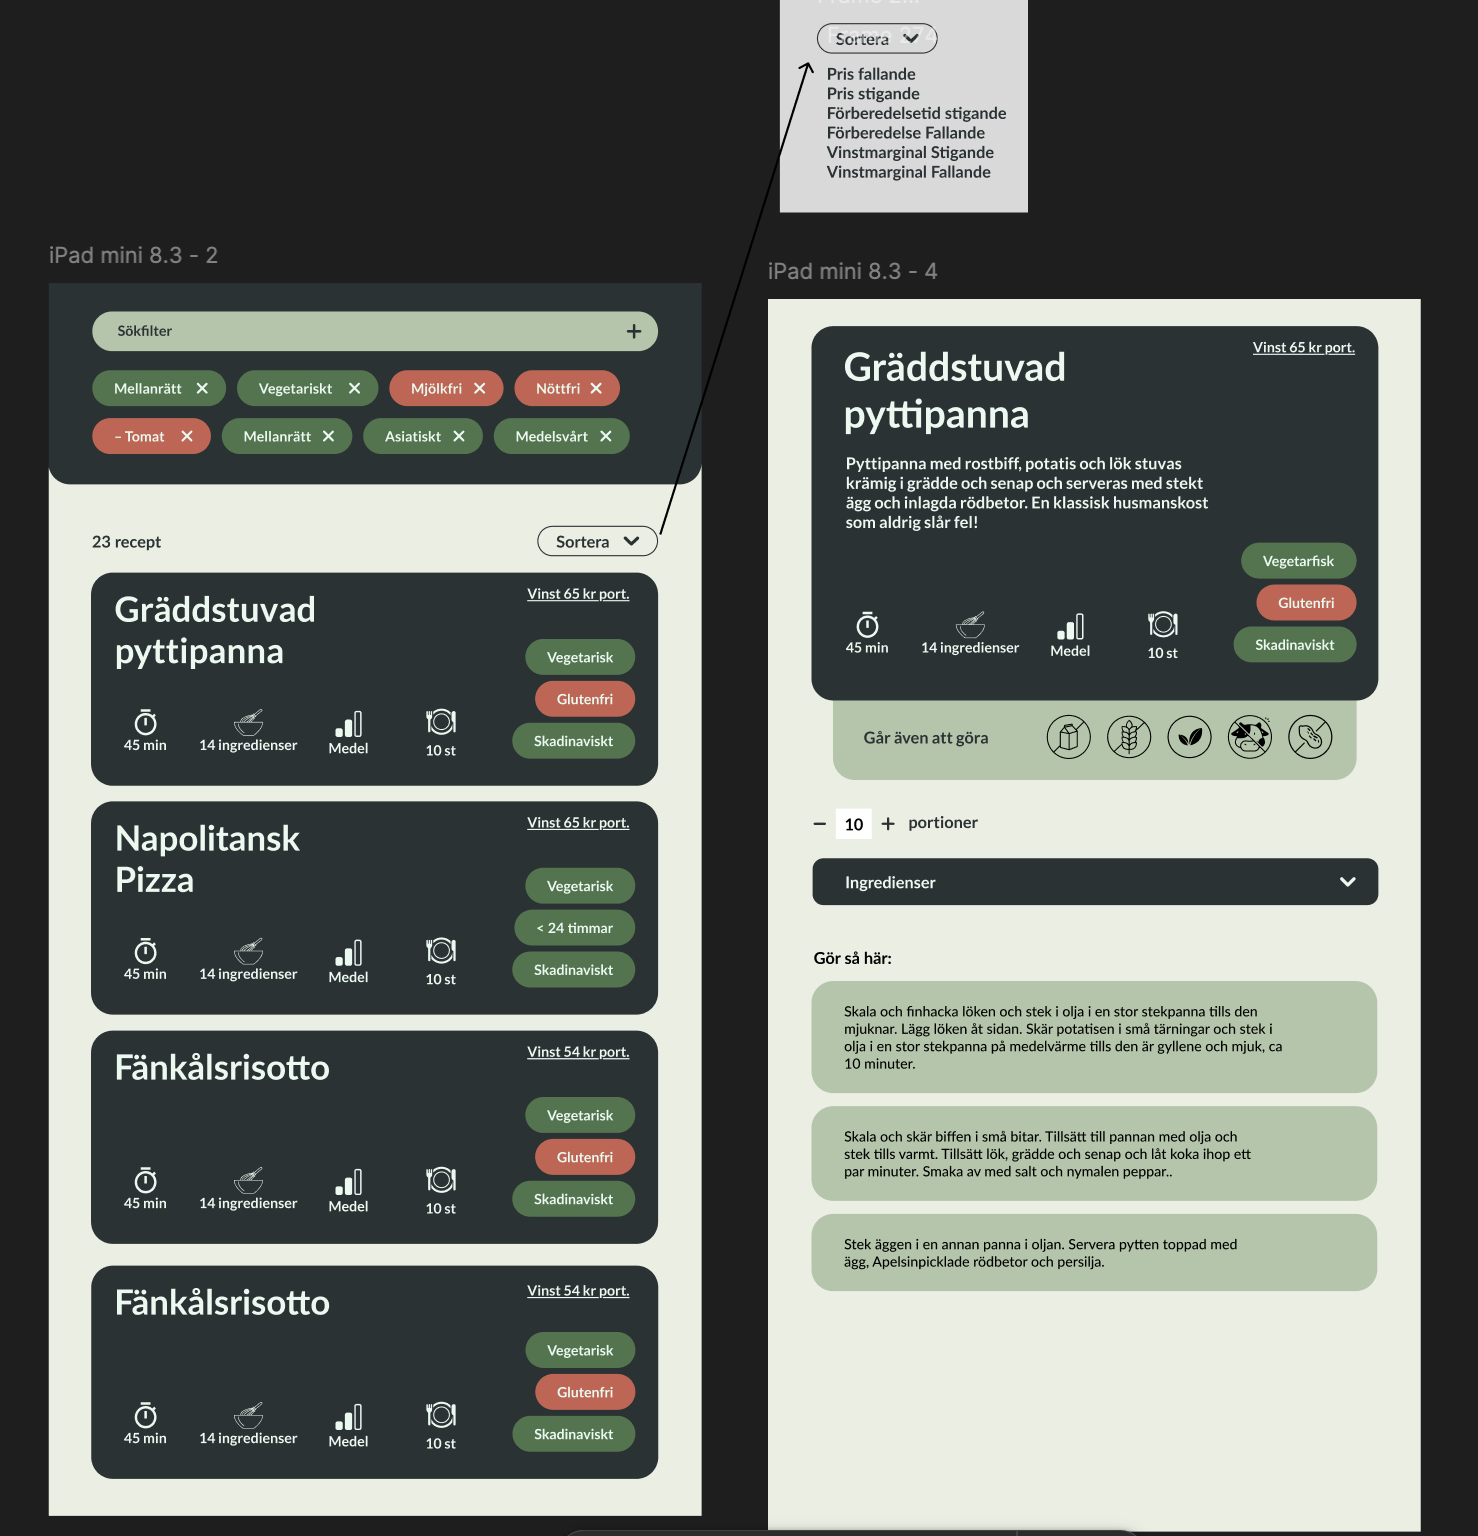 Sortera
Pris fallande
Pris stigande
Förberedelsetid stigande
Förberedelse Fallande
Vinstmarginal Stigande
Vinstmarginal Fallande
iPad mini 8.3 - 2
Sökfilter
Mellanrätt
Vegetariskt
Mjölkfri
Nöttfri
– Tomat
Mellanrätt
Asiatiskt
Medelsvårt
23 recept
Sortera
Gräddstuvad
pyttipanna
Vinst 65 kr port.
Vegetarisk
Glutenfri
Skadinaviskt
45 min
14 ingredienser
Medel
10 st
Napolitansk
Pizza
Vinst 65 kr port.
Vegetarisk
< 24 timmar
Skadinaviskt
45 min
14 ingredienser
Medel
10 st
Fänkålsrisotto
Vinst 54 kr port.
Vegetarisk
Glutenfri
Skadinaviskt
45 min
14 ingredienser
Medel
10 st
Fänkålsrisotto
Vinst 54 kr port.
Vegetarisk
Glutenfri
Skadinaviskt
45 min
14 ingredienser
Medel
10 st
iPad mini 8.3 - 4
Vinst 65 kr port.
Gräddstuvad
pyttipanna
Pyttipanna med rostbiff, potatis och lök stuvas
krämig i grädde och senap och serveras med stekt
ägg och inlagda rödbetor. En klassisk husmanskost
som aldrig slår fel!
Vegetarfisk
Glutenfri
Skadinaviskt
45 min
14 ingredienser
Medel
10 st
Går även att göra
10
portioner
Ingredienser
Gör så här:
Skala och finhacka löken och stek i olja i en stor stekpanna tills den
mjuknar. Lägg löken åt sidan. Skär potatisen i små tärningar och stek i
olja i en stor stekpanna på medelvärme tills den är gyllene och mjuk, ca
10 minuter.
Skala och skär biffen i små bitar. Tillsätt till pannan med olja och
stek tills varmt. Tillsätt lök, grädde och senap och låt koka ihop ett
par minuter. Smaka av med salt och nymalen peppar..
Stek äggen i en annan panna i oljan. Servera pytten toppad med
ägg, Apelsinpicklade rödbetor och persilja.